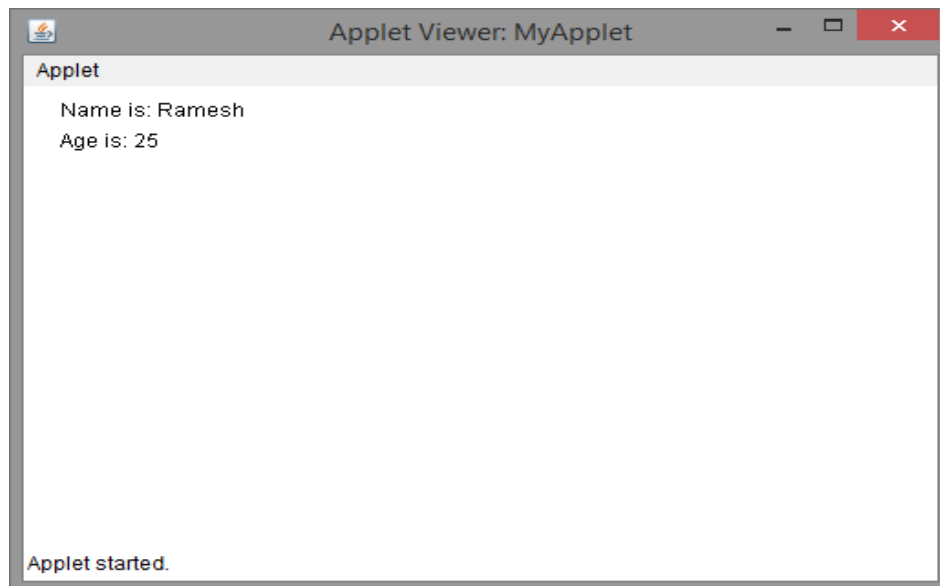 Applet Viewer: MyApplet
Applet
Name is: Ramesh
Age is: 25
Applet started.